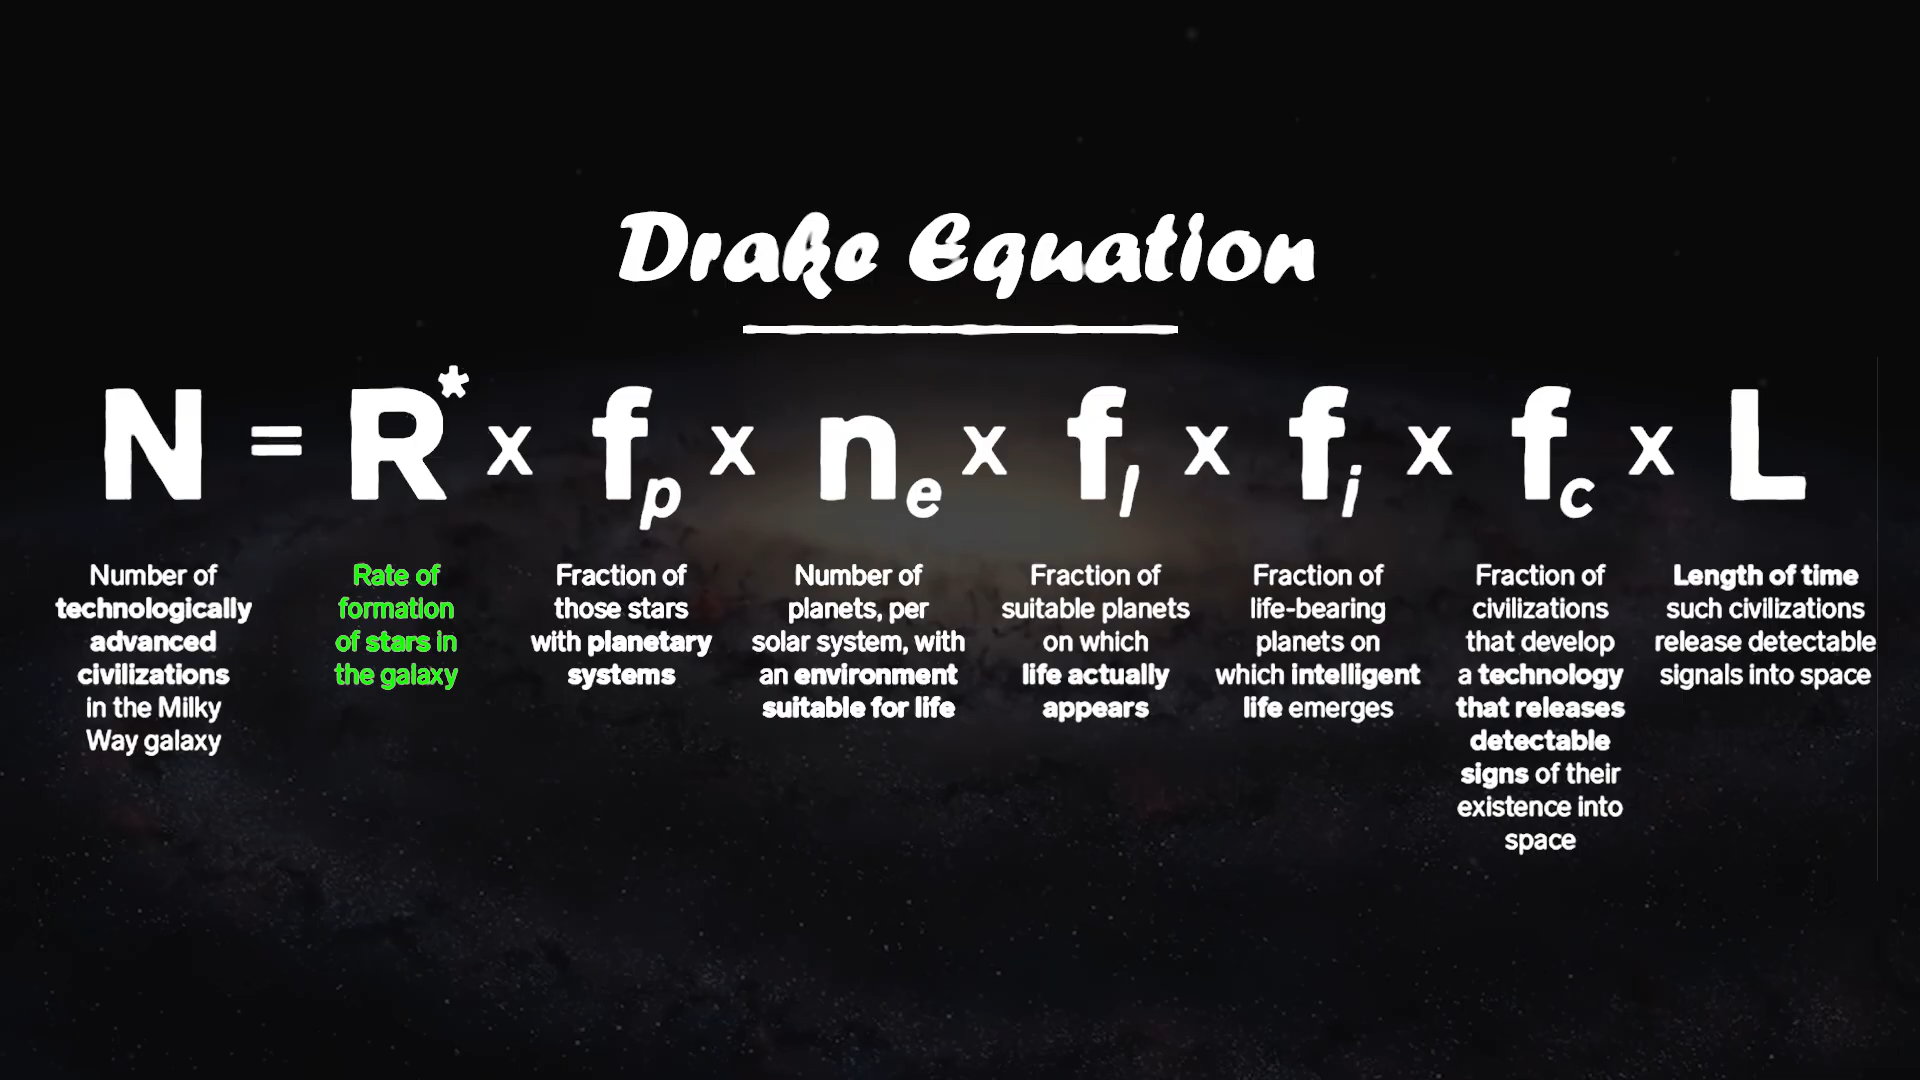 Drake Equation
N = R* x fp x ne x fl x fi x fc x L
Number of
technologically
advanced
civilizations
in the Milky
Way galaxy
Rate of
formation
of stars in
the galaxy
Fraction of
those stars
with planetary
systems
Number of
planets, per
solar system, with
an environment
suitable for life
Fraction of
suitable planets
on which
life actually
appears
Fraction of
life-bearing
planets on
which intelligent
life emerges
Fraction of
civilizations
that develop
a technology
that releases
detectable
signs of their
existence into
space
Length of time
such civilizations
release detectable
signals into space